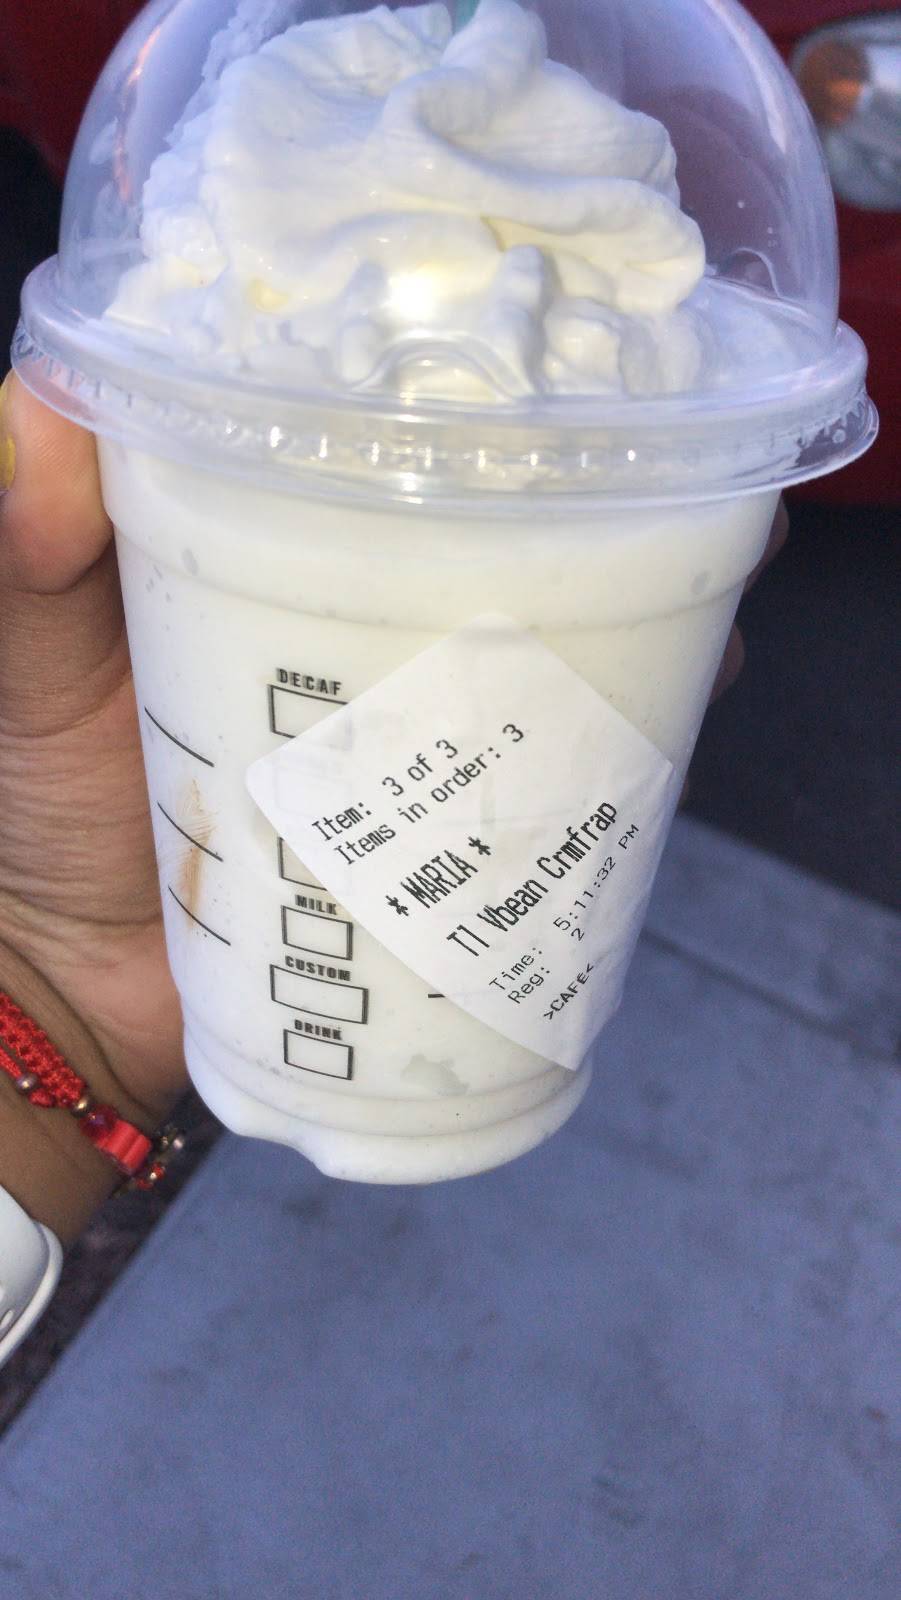 DECAF
Item: 3 of 3
Items in order: 3
* MARIA *
Tl Vbean Crmfrap
Time: 5:11:32 PM
Reg: 2
>CAFE<
MILK
CUSTOM
DRINK